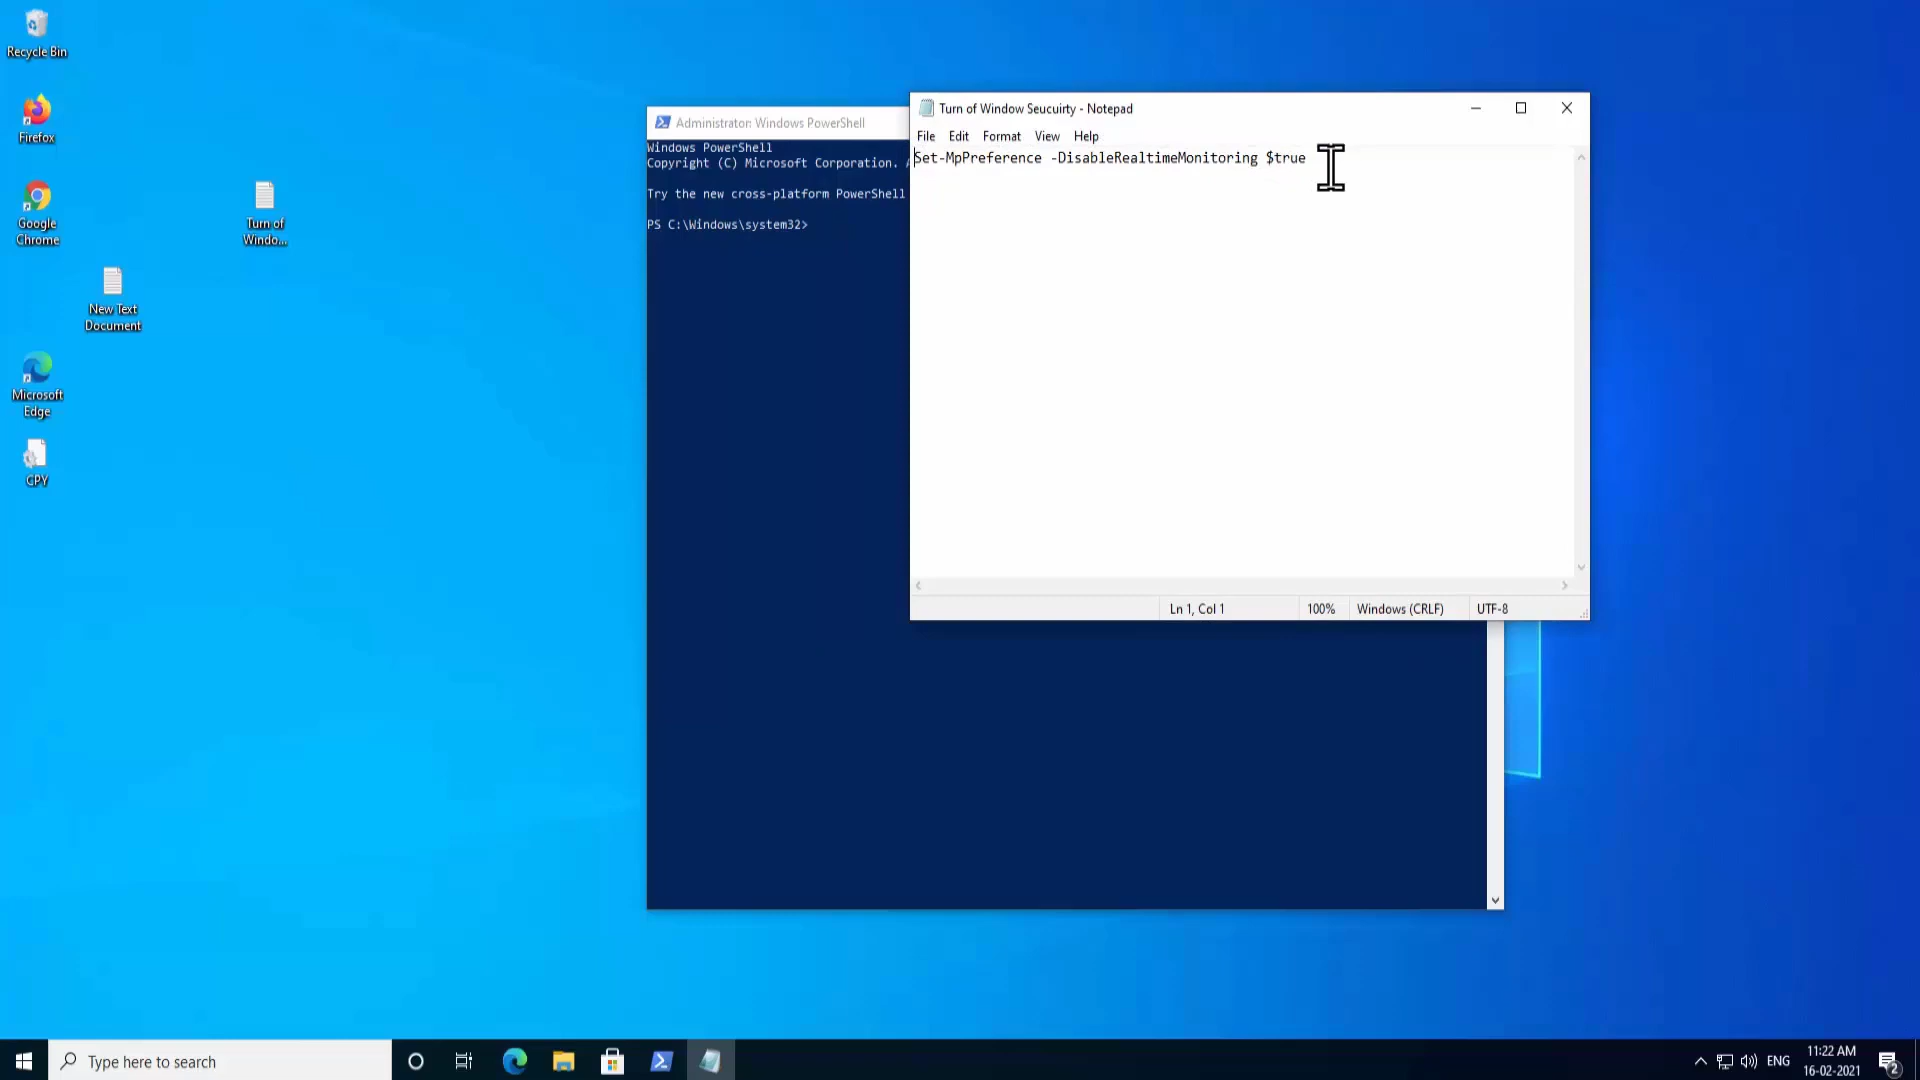 Recycle Bin
Firefox
Google
Chrome
Turn of
Windo...
New Text
Document
Microsoft
Edge
CPY
Administrator: Windows PowerShell
Windows PowerShell
Copyright (C) Microsoft Corporation.
Try the new cross-platform PowerShell
PS C:\Windows\system32>
Turn of Window Seucuirty - Notepad
File Edit Format View Help
Set-MpPreference -DisableRealtimeMonitoring $true
Ln 1, Col 1 100% Windows (CRLF) UTF-8
Type here to search
ENG
11:22 AM
16-02-2021
2